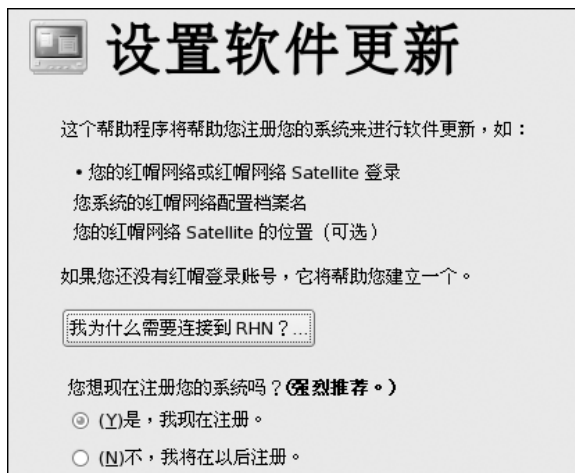 设置软件更新
这个帮助程序将帮助您注册您的系统来进行软件更新，如：
• 您的红帽网络或红帽网络 Satellite 登录
您系统的红帽网络配置档案名
您的红帽网络 Satellite 的位置（可选）
如果您还没有红帽登录账号，它将帮助您建立一个。
我为什么需要连接到 RHN？...
您想现在注册您的系统吗？(强烈推荐。)
(Y)是，我现在注册。
(N)不，我将在以后注册。